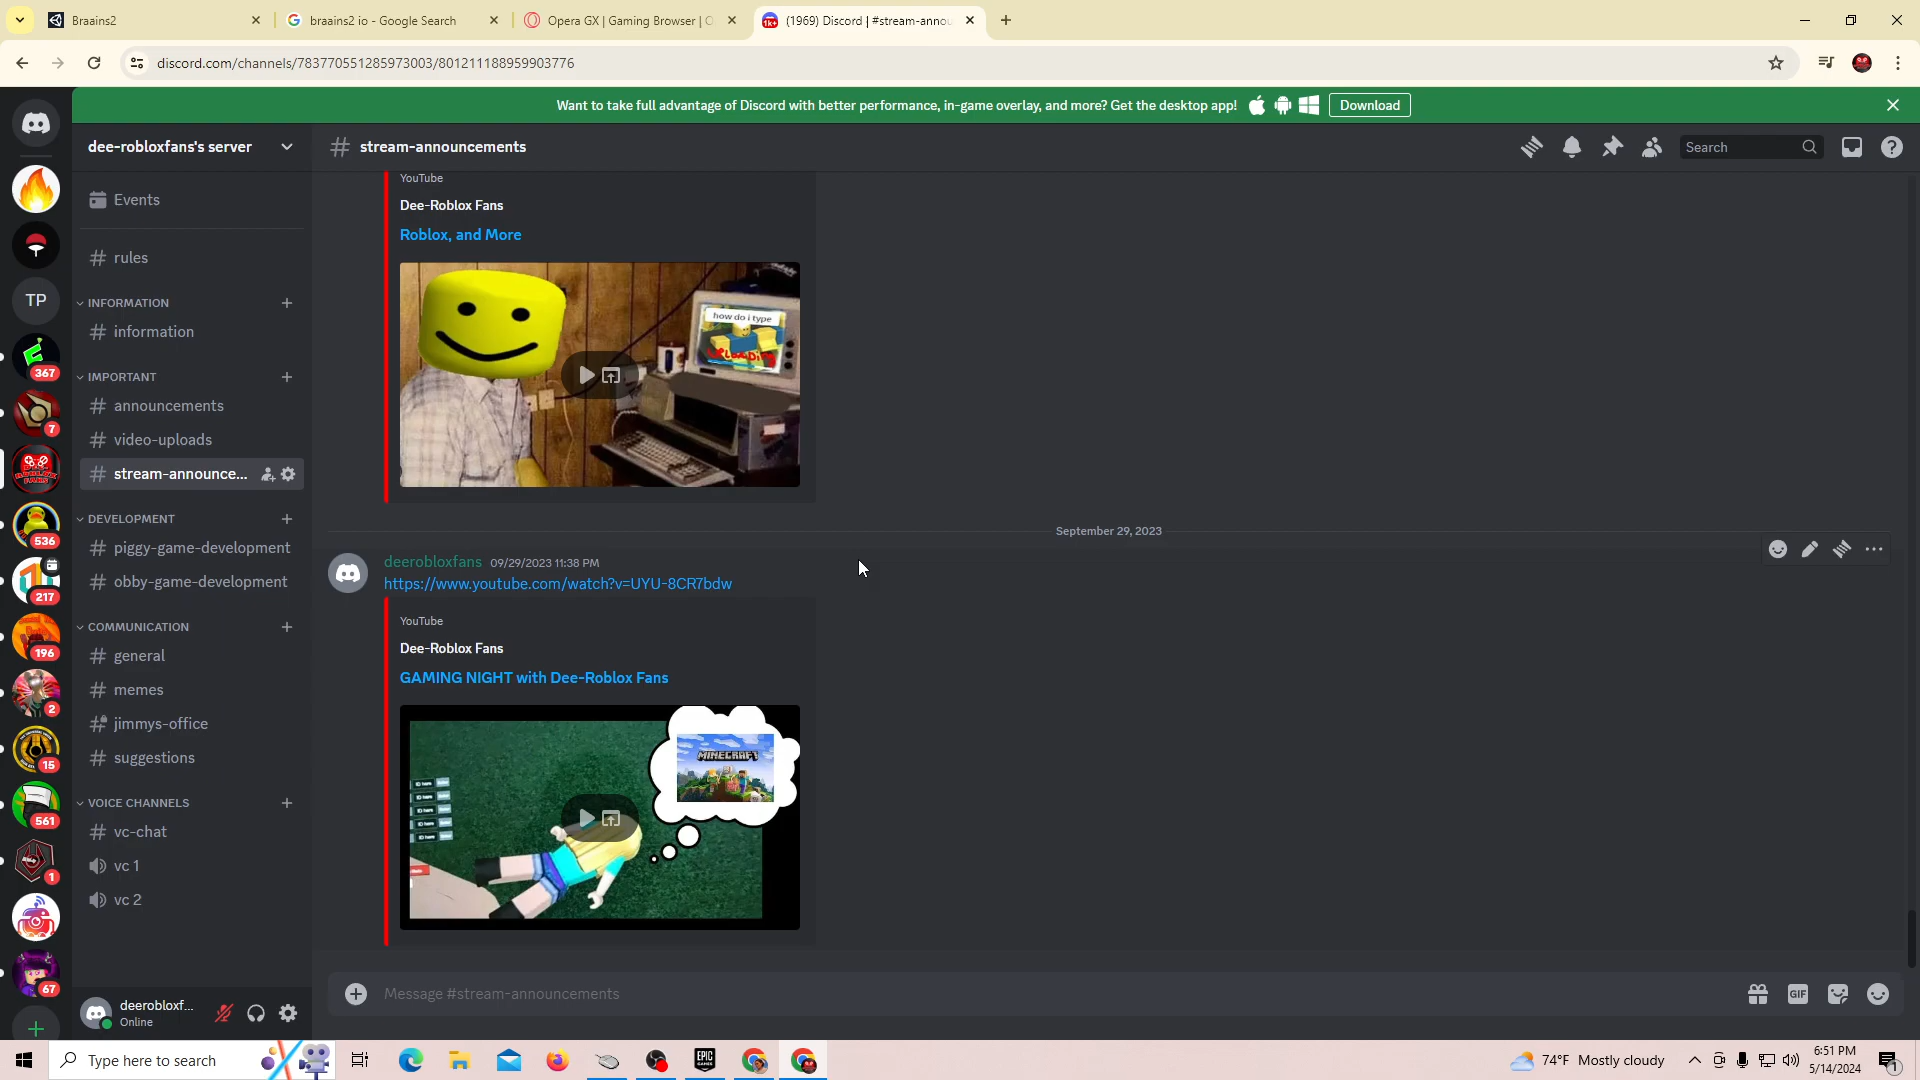 Braains2
braains2 io - Google Search
Opera GX | Gaming Browser | O
(1969) Discord | #stream-annou
discord.com/channels/783770551285973003/801211188959903776
Want to take full advantage of Discord with better performance, in-game overlay, and more? Get the desktop app!
Download
dee-robloxfans's server
# stream-announcements
Search
Events
rules
INFORMATION
information
IMPORTANT
announcements
video-uploads
stream-announce...
DEVELOPMENT
piggy-game-development
obby-game-development
COMMUNICATION
general
memes
jimmys-office
suggestions
VOICE CHANNELS
vc-chat
vc 1
vc 2
TP
367
7
536
217
196
2
15
561
1
67
YouTube
Dee-Roblox Fans
Roblox, and More
how do i type
September 29, 2023
deerobloxfans 09/29/2023 11:38 PM
https://www.youtube.com/watch?v=UYU-8CR7bdw
YouTube
Dee-Roblox Fans
GAMING NIGHT with Dee-Roblox Fans
MINECRAFT
Message #stream-announcements
GIF
deerobloxf...
Online
Type here to search
EPIC
GAMES
74°F Mostly cloudy
6:51 PM
5/14/2024
1